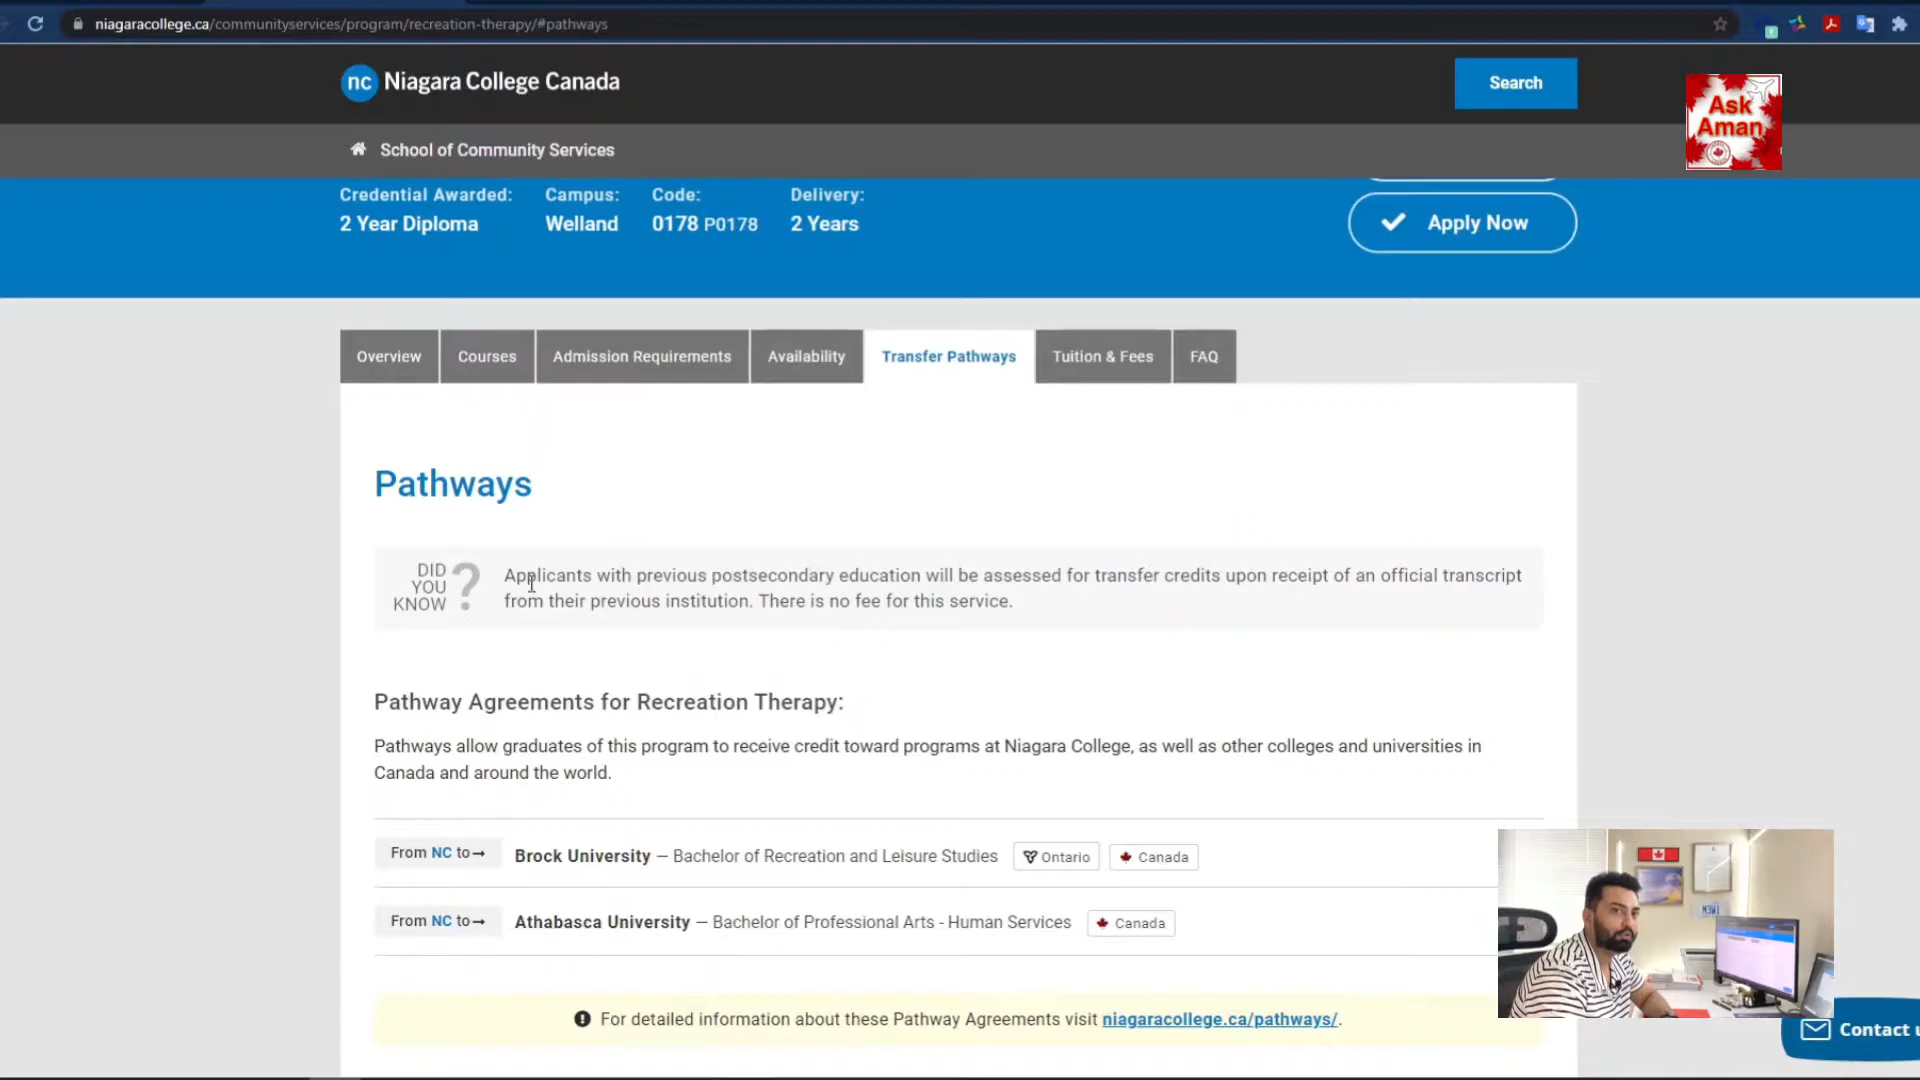 niagaracollege.ca/communityservices/program/recreation-therapy/#pathways
nc Niagara College Canada
Search
Ask
Aman
School of Community Services
Credential Awarded: Campus: Code: Delivery:
2 Year Diploma Welland 0178 P0178 2 Years
Apply Now
Overview Courses Admission Requirements Availability Transfer Pathways Tuition & Fees FAQ
Pathways
DID
YOU
KNOW ?
Applicants with previous postsecondary education will be assessed for transfer credits upon receipt of an official transcript
from their previous institution. There is no fee for this service.
Pathway Agreements for Recreation Therapy:
Pathways allow graduates of this program to receive credit toward programs at Niagara College, as well as other colleges and universities in
Canada and around the world.
From NC to→ Brock University — Bachelor of Recreation and Leisure Studies Ontario Canada
From NC to→ Athabasca University — Bachelor of Professional Arts - Human Services Canada
For detailed information about these Pathway Agreements visit niagaracollege.ca/pathways/.
Contact u